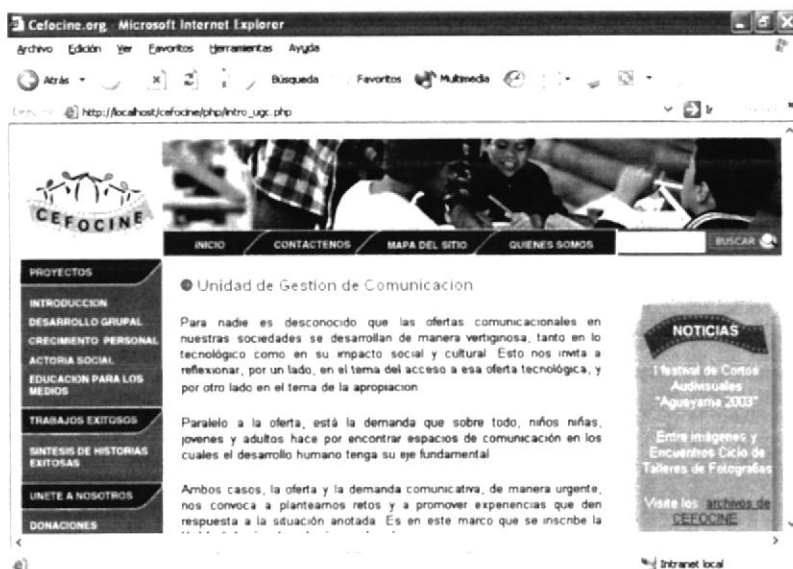 Cefocine.org - Microsoft Internet Explorer
Archivo Edición Ver Favoritos Herramientas Ayuda
Atrás Búsqueda Favoritos Multimedia
http://localhost/cefocine/php/intro_ugc.php Ir
CEFOCINE
INICIO CONTACTENOS MAPA DEL SITIO QUIENES SOMOS BUSCAR
PROYECTOS
INTRODUCCION
DESARROLLO GRUPAL
CRECIMIENTO PERSONAL
ACTORIA SOCIAL
EDUCACION PARA LOS
MEDIOS
TRABAJOS EXITOSOS
SINTESIS DE HISTORIAS
EXITOSAS
UNETE A NOSOTROS
DONACIONES
Unidad de Gestion de Comunicacion
Para nadie es desconocido que las ofertas comunicacionales en
nuestras sociedades se desarrollan de manera vertiginosa, tanto en lo
tecnológico como en su impacto social y cultural. Esto nos invita a
reflexionar, por un lado, en el tema del acceso a esa oferta tecnológica, y
por otro lado en el tema de la apropiacion
Paralelo a la oferta, está la demanda que sobre todo, niños niñas,
jovenes y adultos hace por encontrar espacios de comunicación en los
cuales el desarrollo humano tenga su eje fundamental
Ambos casos, la oferta y la demanda comunicativa, de manera urgente,
nos convoca a plantearnos retos y a promover experiencias que den
respuesta a la situación anotada. Es en este marco que se inscribe la
NOTICIAS
I festival de Cortos
Audivisuales
"Agueyama 2003"
Entre imágenes y
Encuentros Ciclo de
Talleres de Fotografias
Visite los archivos de
CEFOCINE
Intranet local